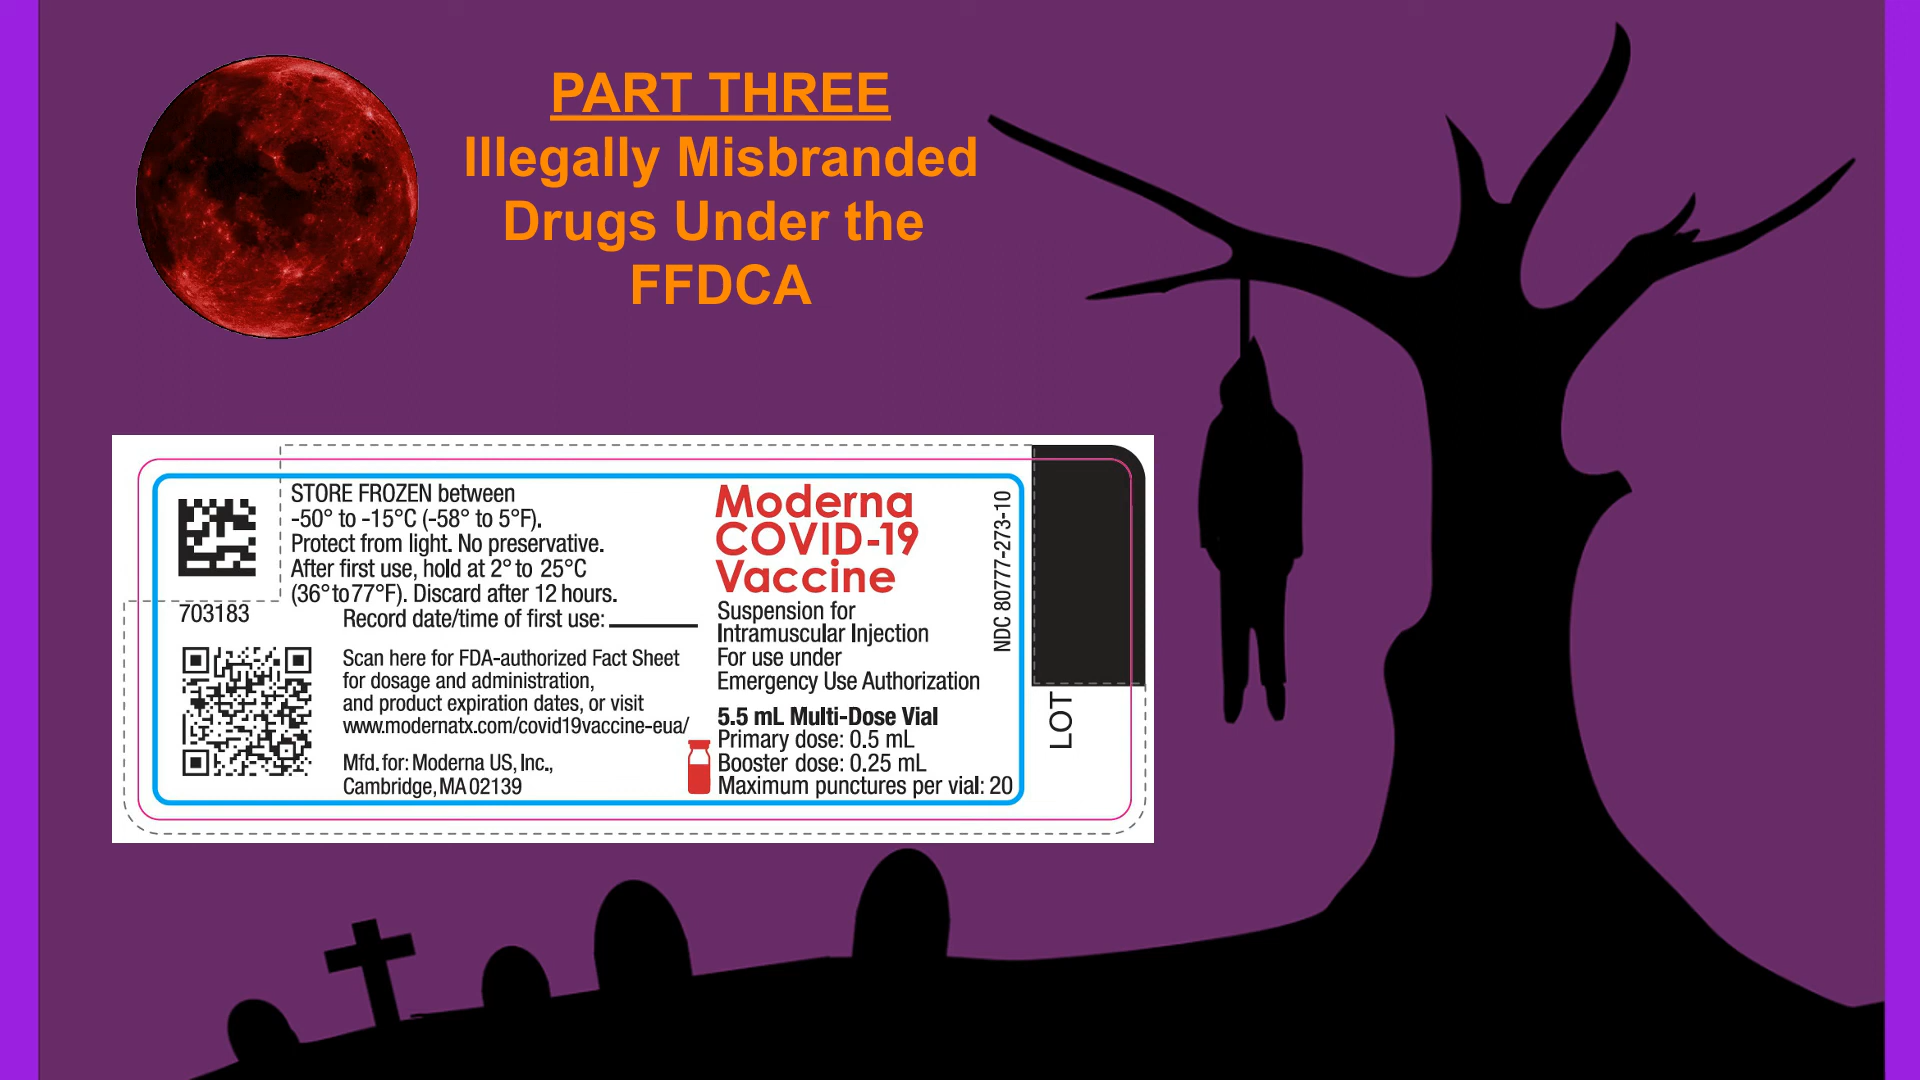 PART THREE
Illegally Misbranded
Drugs Under the
FFDCA
STORE FROZEN between
-50° to -15°C (-58° to 5°F).
Protect from light. No preservative.
After first use, hold at 2° to 25°C
(36° to 77°F). Discard after 12 hours.
Record date/time of first use:
703183
Scan here for FDA-authorized Fact Sheet
for dosage and administration,
and product expiration dates, or visit
www.modernatx.com/covid19vaccine-eua/
Mfd. for: Moderna US, Inc.,
Cambridge, MA 02139
Moderna
COVID-19
Vaccine
Suspension for
Intramuscular Injection
For use under
Emergency Use Authorization
5.5 mL Multi-Dose Vial
Primary dose: 0.5 mL
Booster dose: 0.25 mL
Maximum punctures per vial: 20
NDC 80777-273-10
LOT